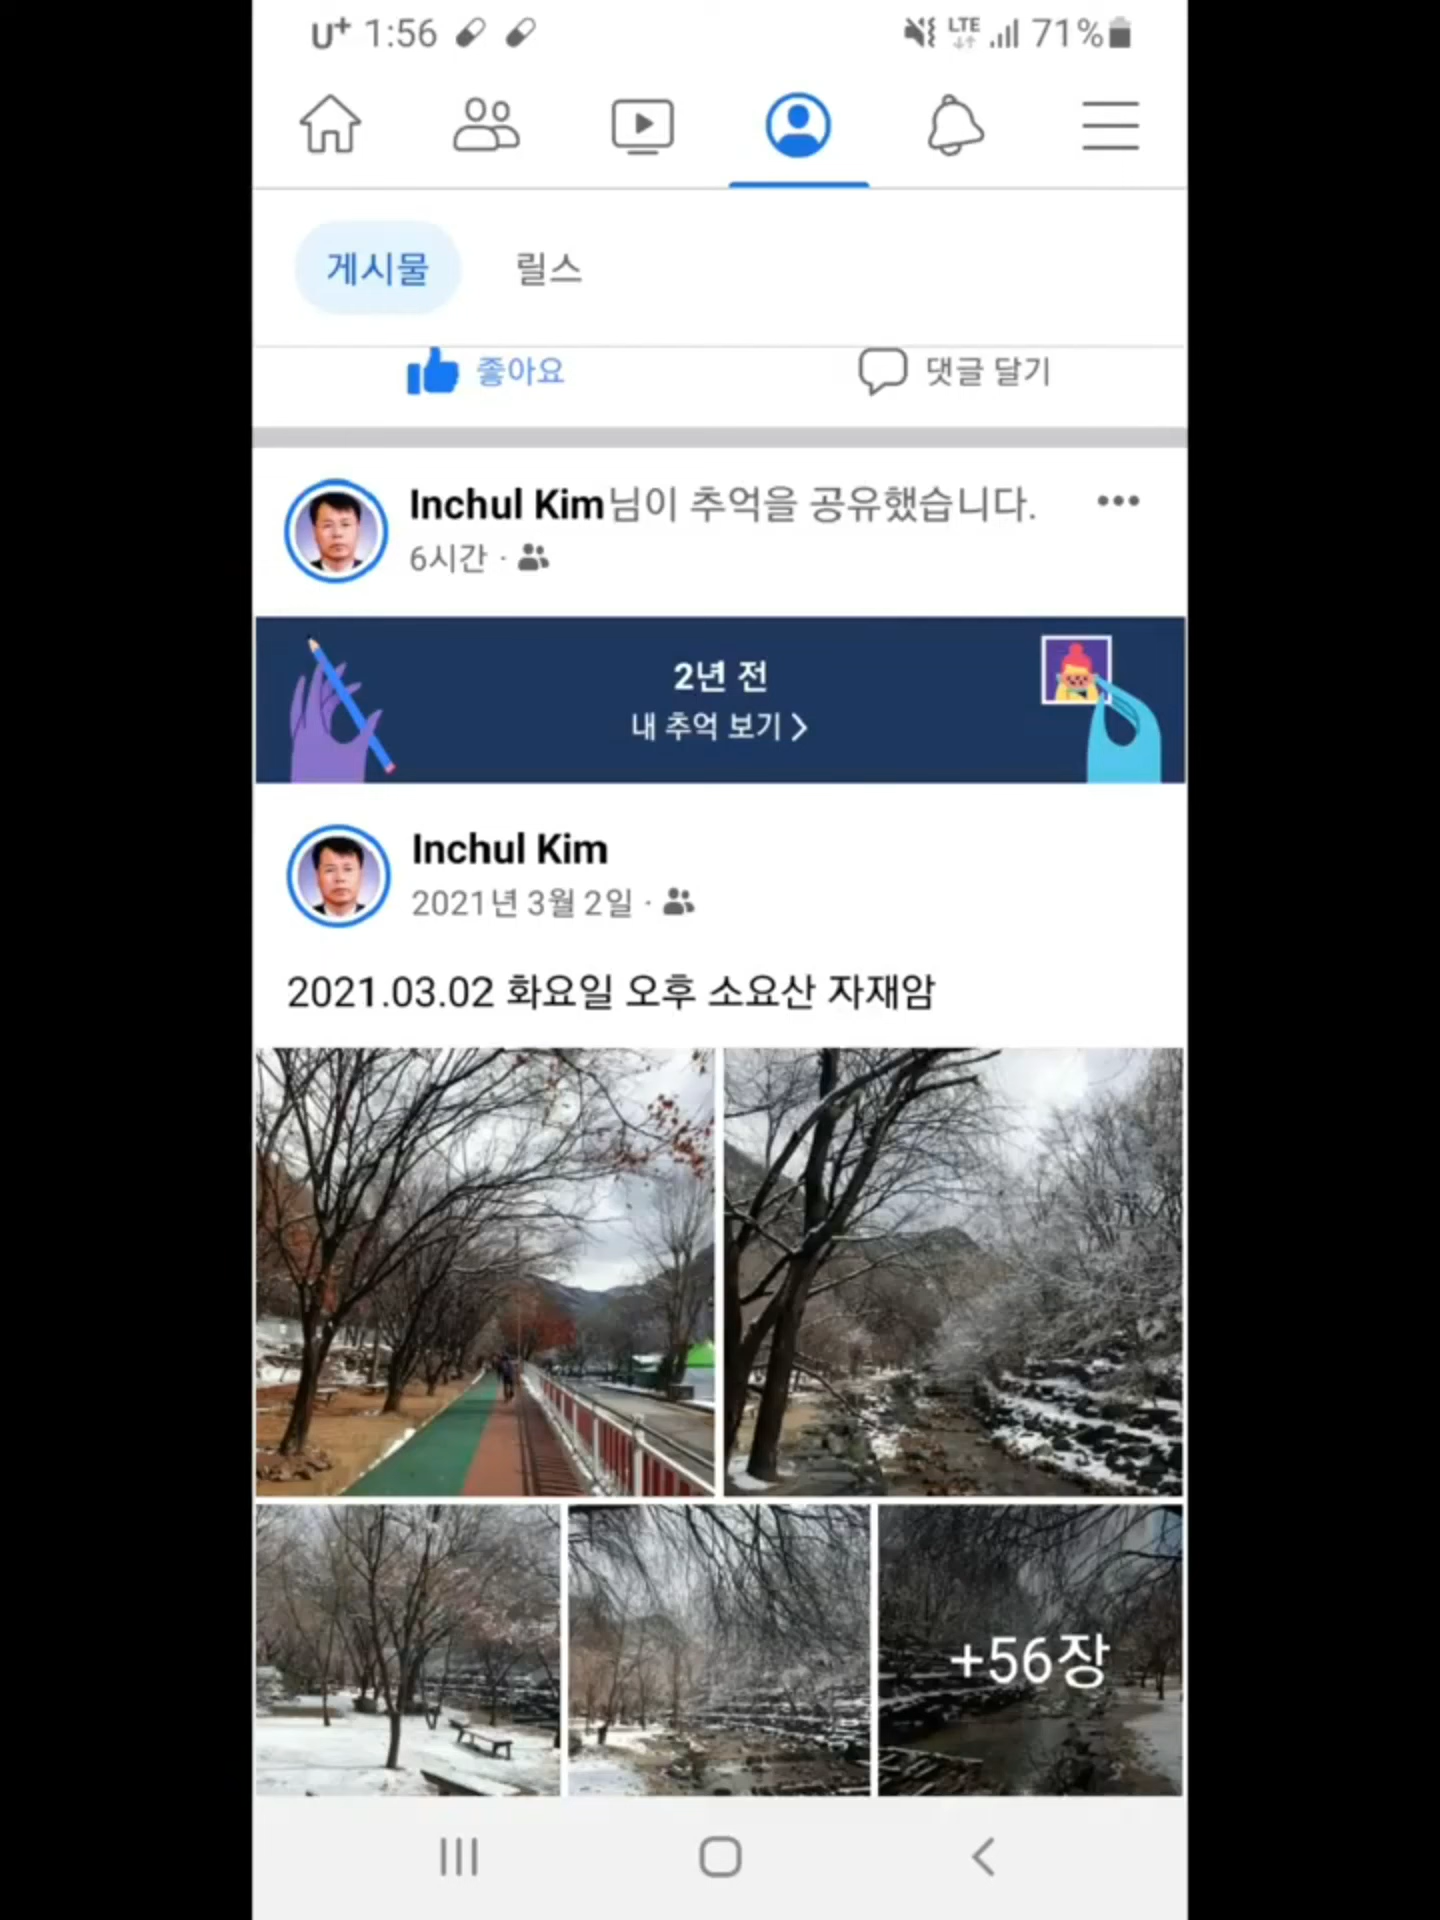 U+ 1:56 LTE 71%
게시물 릴스
좋아요 댓글 달기
Inchul Kim님이 추억을 공유했습니다.
6시간 ·
2년 전
내 추억 보기
Inchul Kim
2021년 3월 2일 ·
2021.03.02 화요일 오후 소요산 자재암
+56장